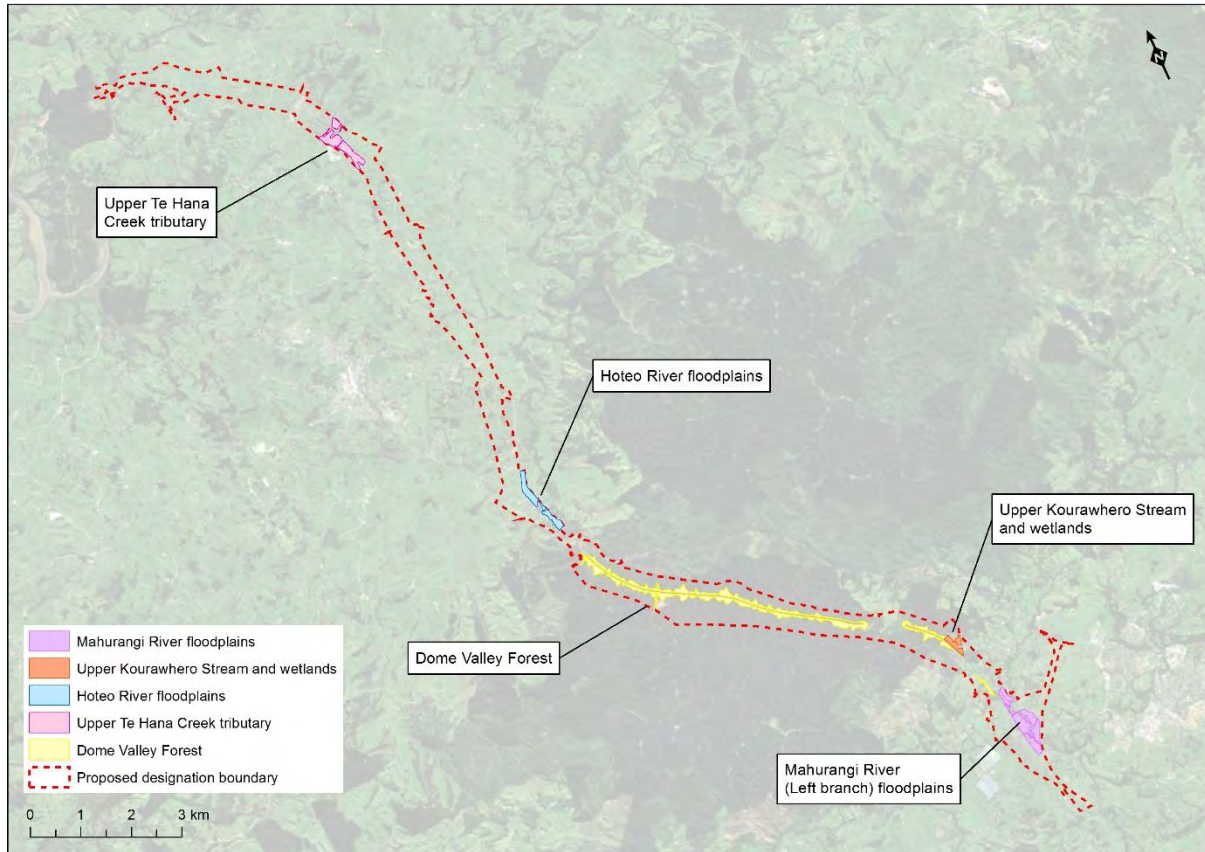 N
Upper Te Hana
Creek tributary
Hoteo River floodplains
Upper Kourawhero Stream
and wetlands
Dome Valley Forest
Mahurangi River
(Left branch) floodplains
Mahurangi River floodplains
Upper Kourawhero Stream and wetlands
Hoteo River floodplains
Upper Te Hana Creek tributary
Dome Valley Forest
Proposed designation boundary
0 1 2 3 km